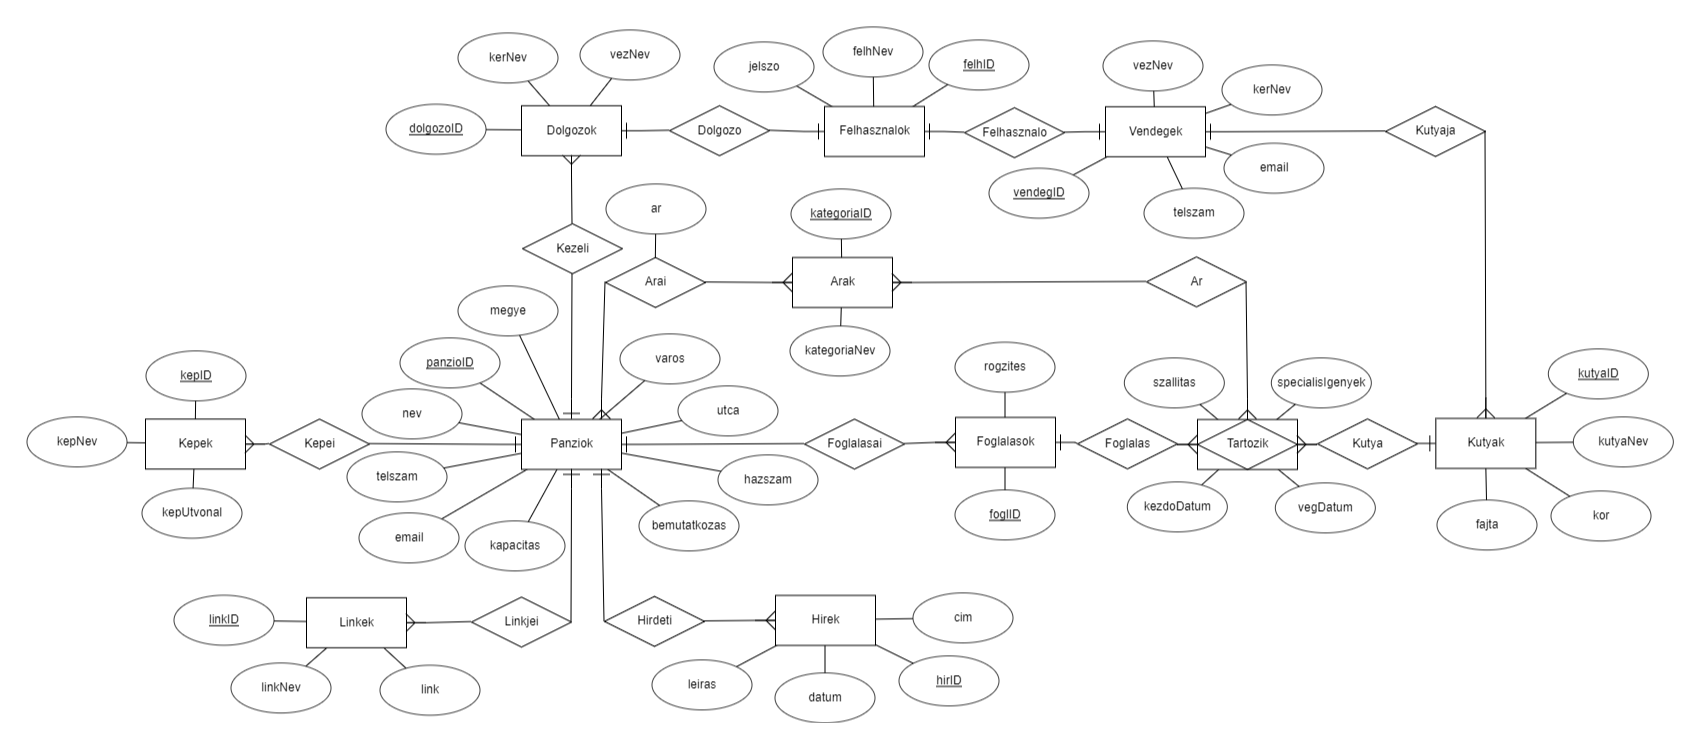 kerNev
vezNev
jelszo
felhNev
felhID
vezNev
kerNev
dolgozoID
Dolgozok
Dolgozo
Felhasznalok
Felhasznalo
Vendegek
Kutyaja
email
vendegID
telszam
ar
kategoriaID
Kezeli
Arai
Arak
Ar
megye
kategoriaNev
panzioID
varos
rogzites
szallitas
specialisIgenyek
kutyaID
kepID
nev
utca
kepNev
Kepek
Kepei
Panziok
Foglalasai
Foglalasok
Foglalas
Tartozik
Kutya
Kutyak
kutyaNev
telszam
hazszam
kepUtvonal
email
kapacitas
bemutatkozas
foglID
kezdoDatum
vegDatum
fajta
kor
linkID
Linkek
Linkjei
Hirdeti
Hirek
cim
linkNev
link
leiras
datum
hirID